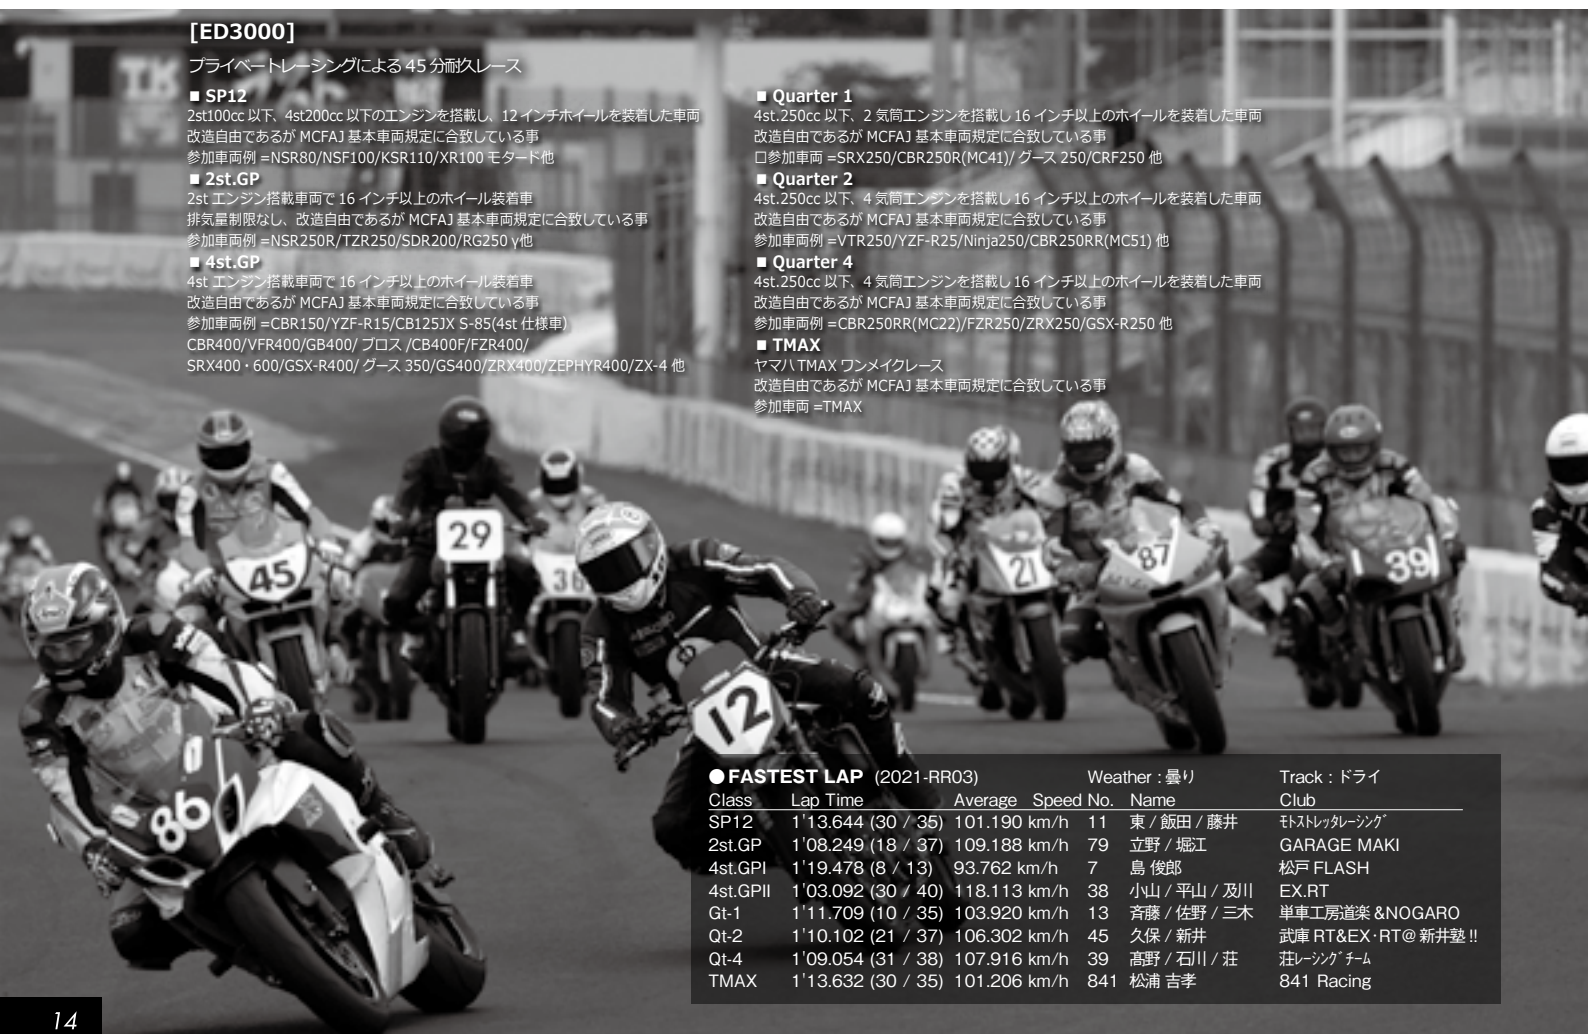 [ED3000]
プライベートレーシングによる 45 分耐久レース
■ SP12
2st100cc 以下、4st200cc 以下のエンジンを搭載し、12 インチホイールを装着した車両
改造自由であるが MCFAJ 基本車両規定に合致している事
参加車両例 =NSR80/NSF100/KSR110/XR100 モタード他
■ 2st.GP
2st エンジン搭載車両で 16 インチ以上のホイール装着車
排気量制限なし、改造自由であるが MCFAJ 基本車両規定に合致している事
参加車両例 =NSR250R/TZR250/SDR200/RG250 γ他
■ 4st.GP
4st エンジン搭載車両で 16 インチ以上のホイール装着車
改造自由であるが MCFAJ 基本車両規定に合致している事
参加車両例 =CBR150/YZF-R15/CB125JX S-85(4st 仕様車)
CBR400/VFR400/GB400/ ブロス /CB400F/FZR400/
SRX400・600/GSX-R400/ グース 350/GS400/ZRX400/ZEPHYR400/ZX-4 他
■ Quarter 1
4st.250cc 以下、2 気筒エンジンを搭載し 16 インチ以上のホイールを装着した車両
改造自由であるが MCFAJ 基本車両規定に合致している事
□参加車両 =SRX250/CBR250R(MC41)/ グース 250/CRF250 他
■ Quarter 2
4st.250cc 以下、4 気筒エンジンを搭載し 16 インチ以上のホイールを装着した車両
改造自由であるが MCFAJ 基本車両規定に合致している事
参加車両例 =VTR250/YZF-R25/Ninja250/CBR250RR(MC51) 他
■ Quarter 4
4st.250cc 以下、4 気筒エンジンを搭載し 16 インチ以上のホイールを装着した車両
改造自由であるが MCFAJ 基本車両規定に合致している事
参加車両例 =CBR250RR(MC22)/FZR250/ZRX250/GSX-R250 他
■ TMAX
ヤマハ TMAX ワンメイクレース
改造自由であるが MCFAJ 基本車両規定に合致している事
参加車両 =TMAX
29
45
36
21
87
39
12
86
●FASTEST LAP (2021-RR03) Weather : 曇り Track : ドライ
Class Lap Time Average Speed No. Name Club
SP12 1'13.644 (30 / 35) 101.190 km/h 11 東 / 飯田 / 藤井 ﾓﾄｽﾄﾚｯﾀﾚｰｼﾝｸﾞ
2st.GP 1'08.249 (18 / 37) 109.188 km/h 79 立野 / 堀江 GARAGE MAKI
4st.GPI 1'19.478 (8 / 13) 93.762 km/h 7 島 俊郎 松戸 FLASH
4st.GPII 1'03.092 (30 / 40) 118.113 km/h 38 小山 / 平山 / 及川 EX.RT
Gt-1 1'11.709 (10 / 35) 103.920 km/h 13 斉藤 / 佐野 / 三木 単車工房道楽 &NOGARO
Qt-2 1'10.102 (21 / 37) 106.302 km/h 45 久保 / 新井 武庫 RT&EX･RT@ 新井塾 !!
Qt-4 1'09.054 (31 / 38) 107.916 km/h 39 髙野 / 石川 / 荘 荘ﾚｰｼﾝｸﾞﾁｰﾑ
TMAX 1'13.632 (30 / 35) 101.206 km/h 841 松浦 吉孝 841 Racing
14